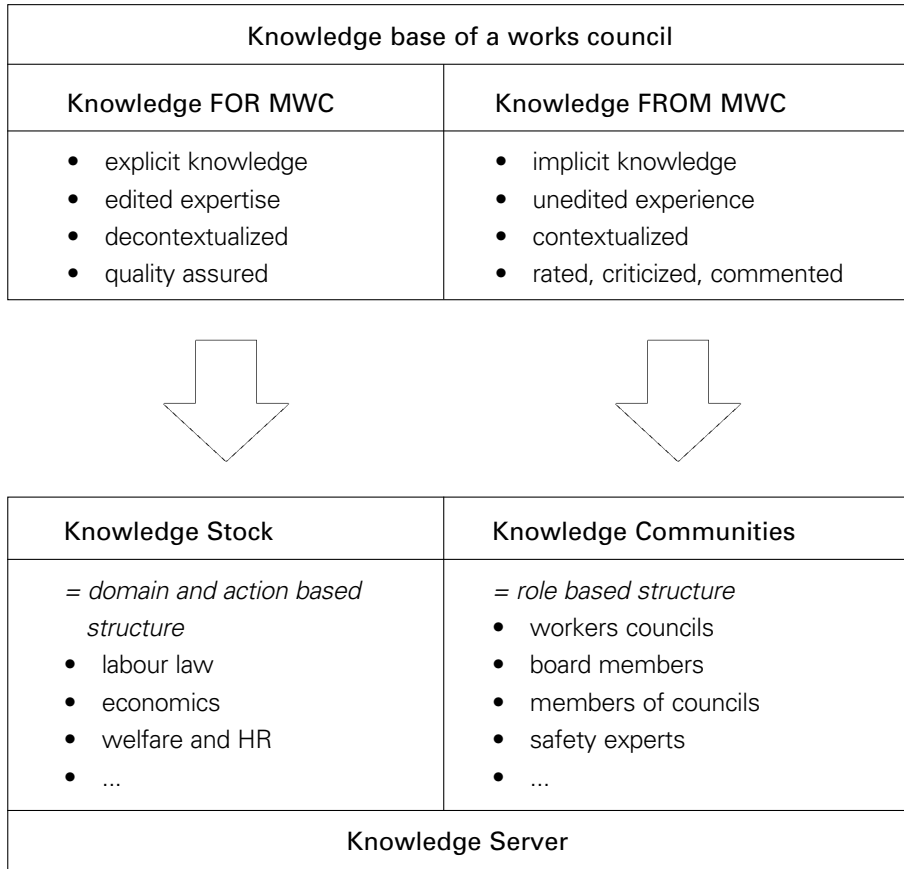 Knowledge base of a works council
Knowledge FOR MWC
• explicit knowledge
• edited expertise
• decontextualized
• quality assured
Knowledge FROM MWC
• implicit knowledge
• unedited experience
• contextualized
• rated, criticized, commented
Knowledge Stock
= domain and action based
structure
• labour law
• economics
• welfare and HR
• ...
Knowledge Communities
= role based structure
• workers councils
• board members
• members of councils
• safety experts
• ...
Knowledge Server